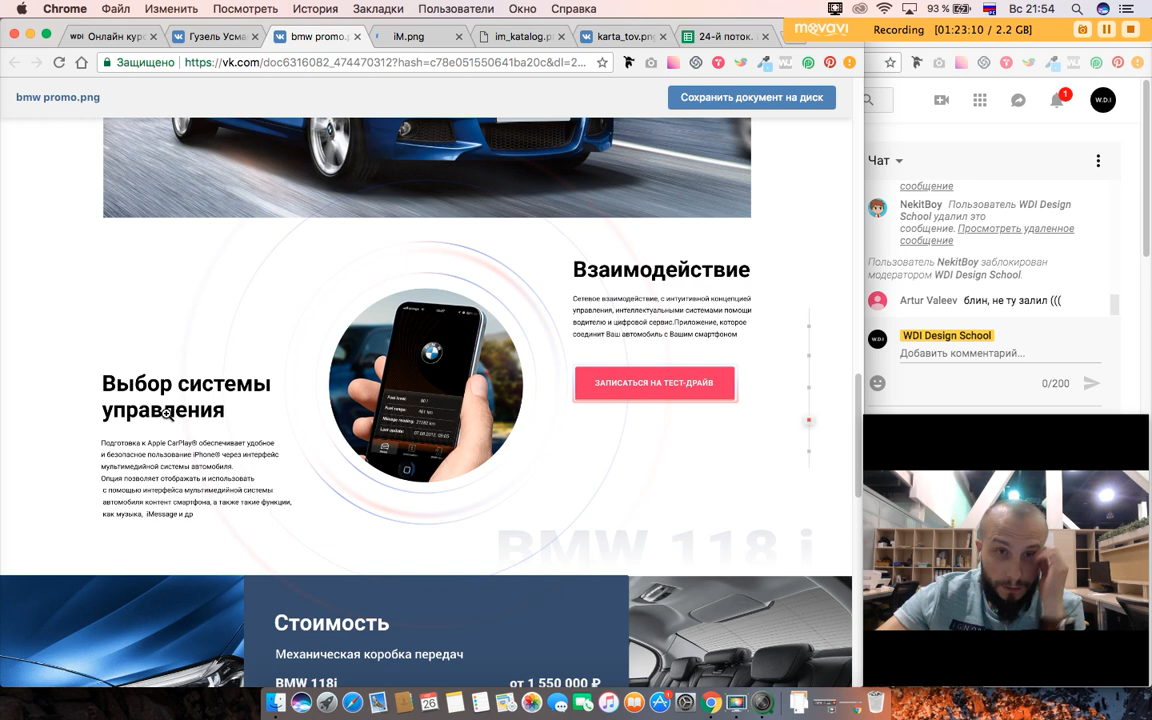 Chrome Файл Изменить Посмотреть История Закладки Пользователи Окно Справка 93 % Вс 21:54
WDI Онлайн курс
Гузель Усма
bmw promo.
iM.png
im_katalog.p
karta_tov.pn
24-й поток.
movavi
Recording [01:23:10 / 2.2 GB]
Защищено https://vk.com/doc6316082_474470312?hash=c78e051550641ba20c&dl=2...
bmw promo.png
Сохранить документ на диск
W.D.I
1
Чат
сообщение
NekitBoy Пользователь WDI Design
School удалил это
сообщение. Просмотреть удаленное
сообщение
Пользователь NekitBoy заблокирован
модератором WDI Design School.
Artur Valeev блин, не ту залил (((
WDI Design School
Добавить комментарий...
0/200
Взаимодействие
Сетевое взаимодействие, с интуитивной концепцией
управления, интеллектуальными системами помощи
водителю и цифровой сервис.Приложение, которое
соединит Ваш автомобиль с Вашим смартфоном
ЗАПИСАТЬСЯ НА ТЕСТ-ДРАЙВ
Выбор системы
управления
Подготовка к Apple CarPlay® обеспечивает удобное
и безопасное пользование iPhone® через интерфейс
мультимедийной системы автомобиля.
Опция позволяет отображать и использовать
с помощью интерфейса мультимедийной системы
автомобиля контент смартфона, а также такие функции,
как музыка, iMessage и др
BMW 118 i
Стоимость
Механическая коробка передач
BMW 118i от 1 550 000 ₽